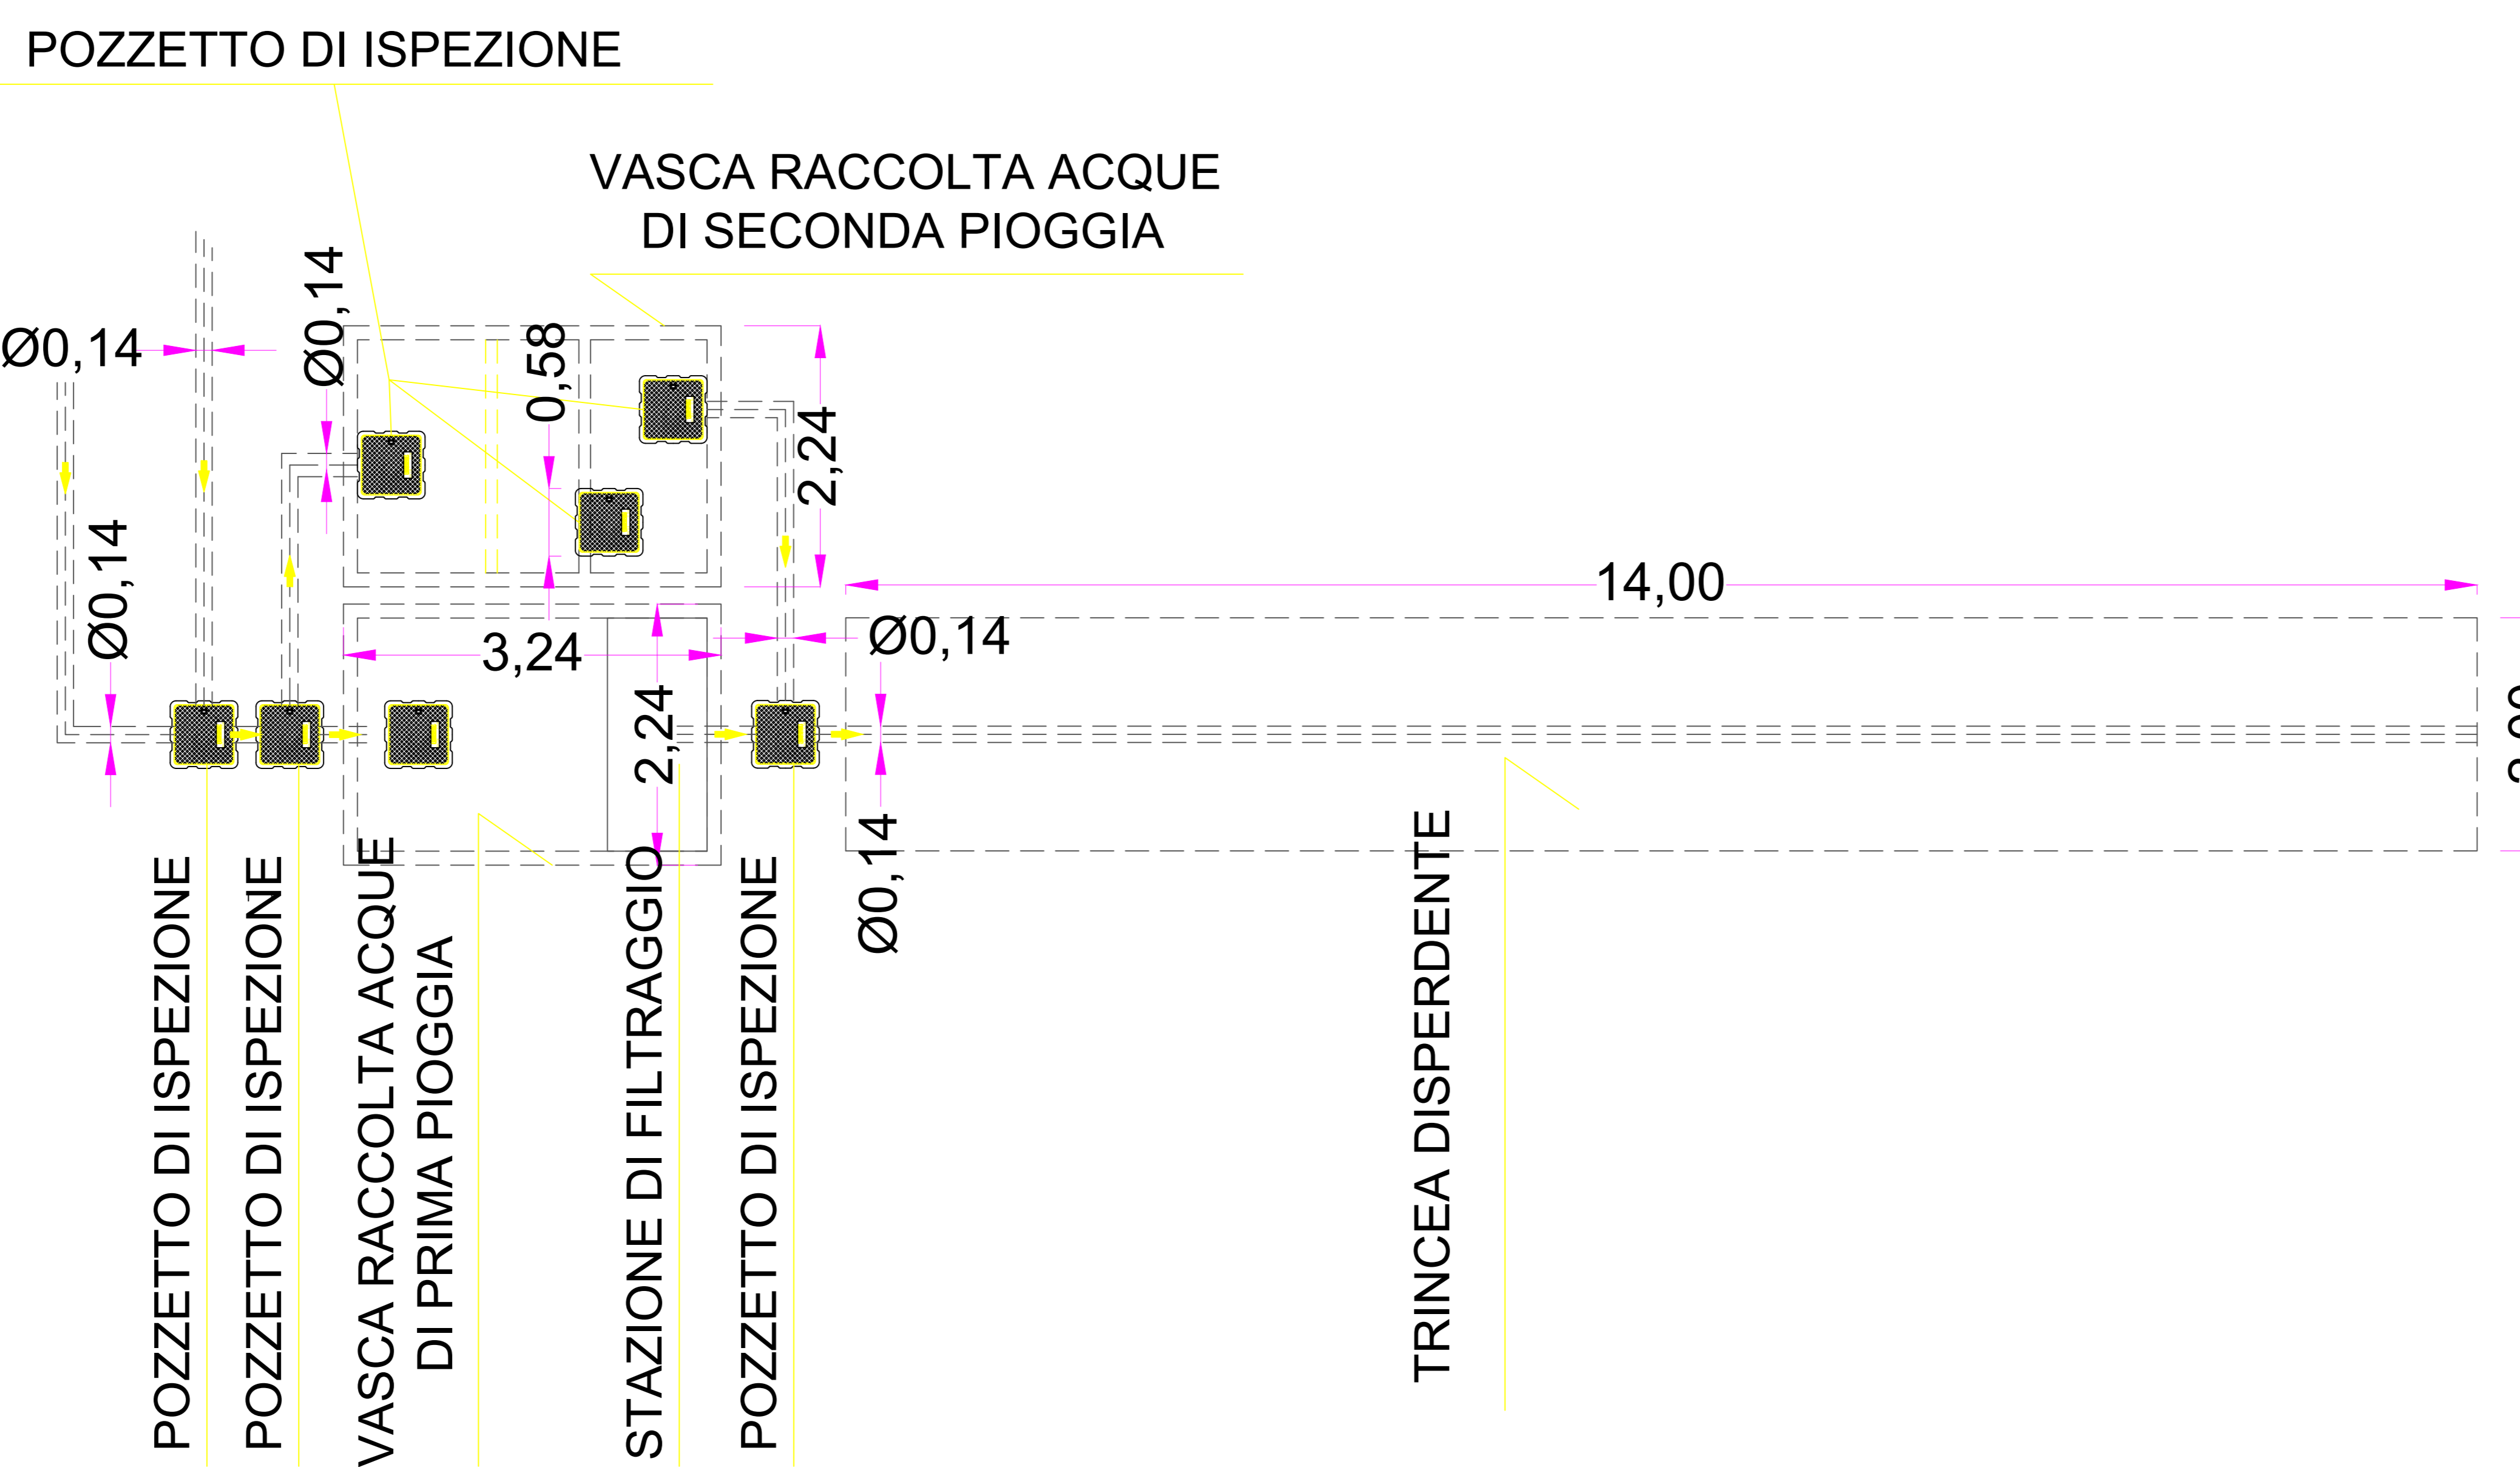 POZZETTO DI ISPEZIONE
VASCA RACCOLTA ACQUE
DI SECONDA PIOGGIA
Ø0,14
Ø0,14
0,58
2,24
Ø0,14
14,00
Ø0,14
3,24
2,24
Ø0,14
POZZETTO DI ISPEZIONE
POZZETTO DI ISPEZIONE
VASCA RACCOLTA ACQUE
DI PRIMA PIOGGIA
STAZIONE DI FILTRAGGIO
POZZETTO DI ISPEZIONE
TRINCEA DISPERDENTE